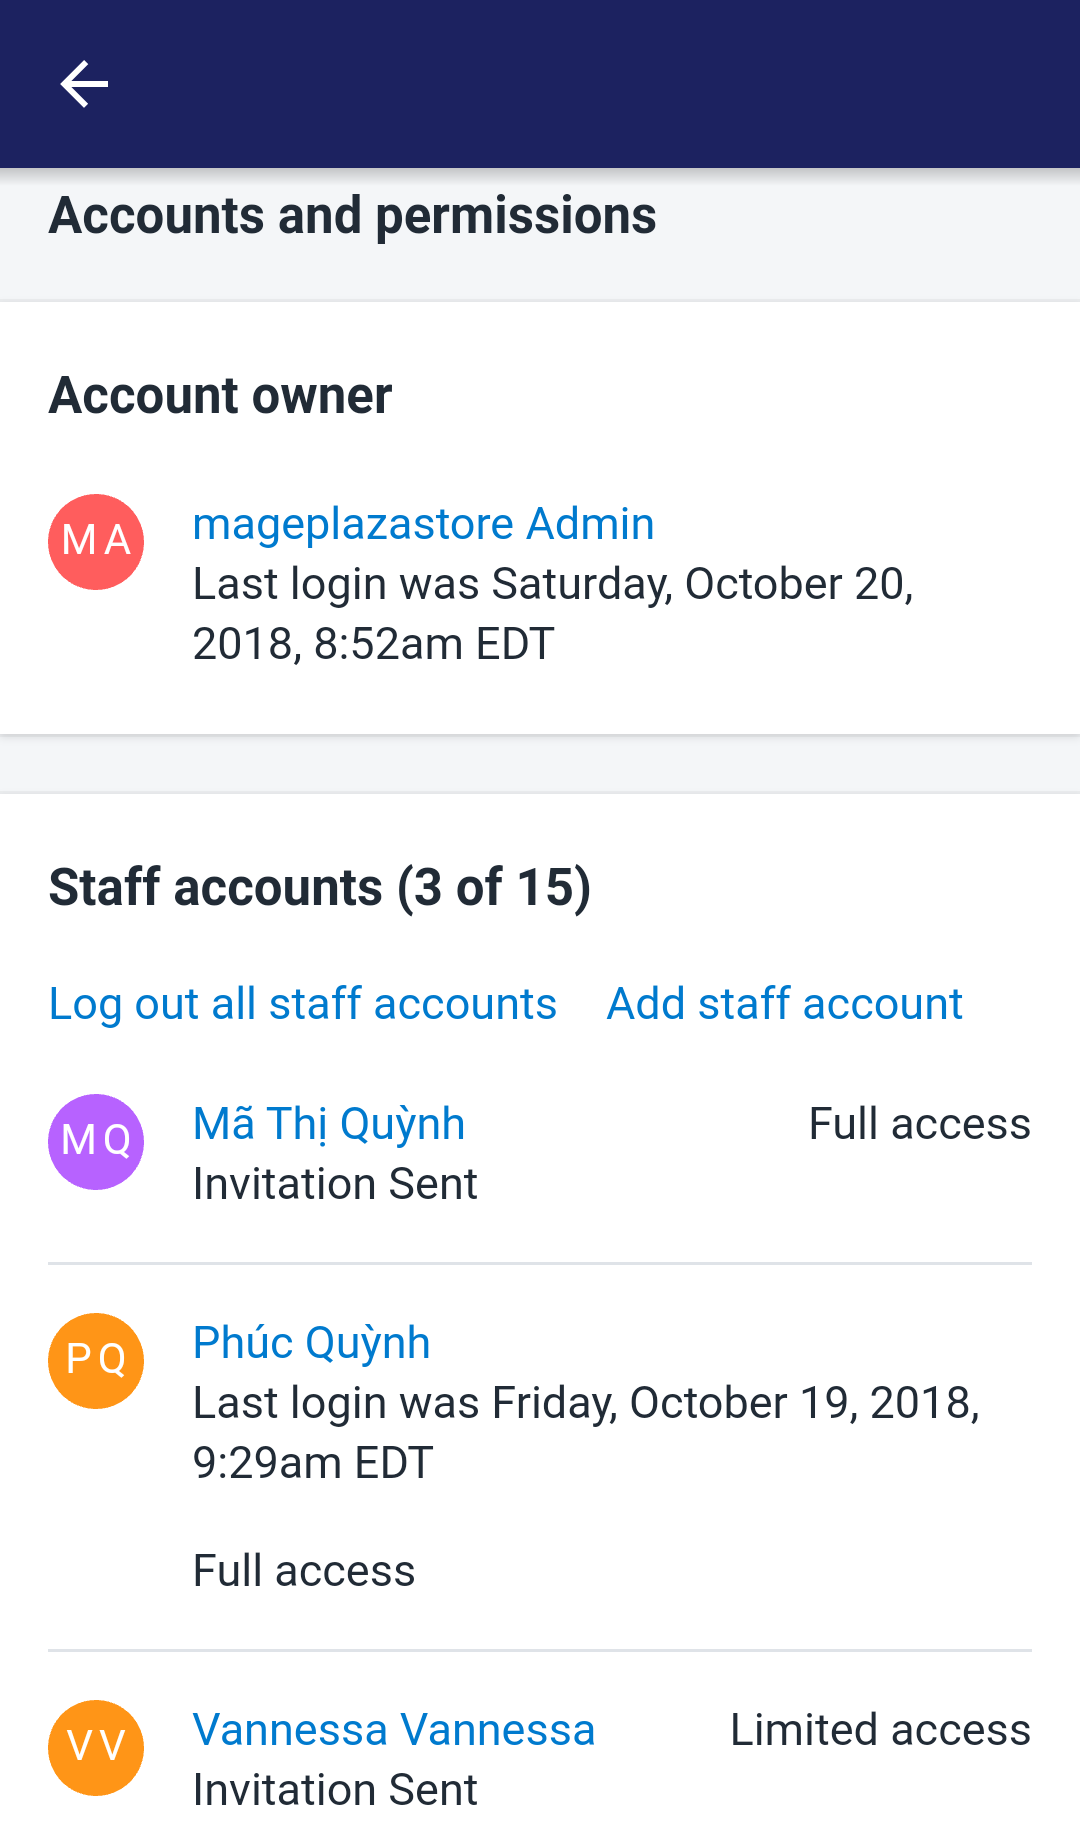 Accounts and permissions
Account owner
MA
mageplazastore Admin
Last login was Saturday, October 20,
2018, 8:52am EDT
Staff accounts (3 of 15)
Log out all staff accounts Add staff account
MQ
Mã Thị Quỳnh Full access
Invitation Sent
PQ
Phúc Quỳnh
Last login was Friday, October 19, 2018,
9:29am EDT
Full access
VV
Vannessa Vannessa Limited access
Invitation Sent